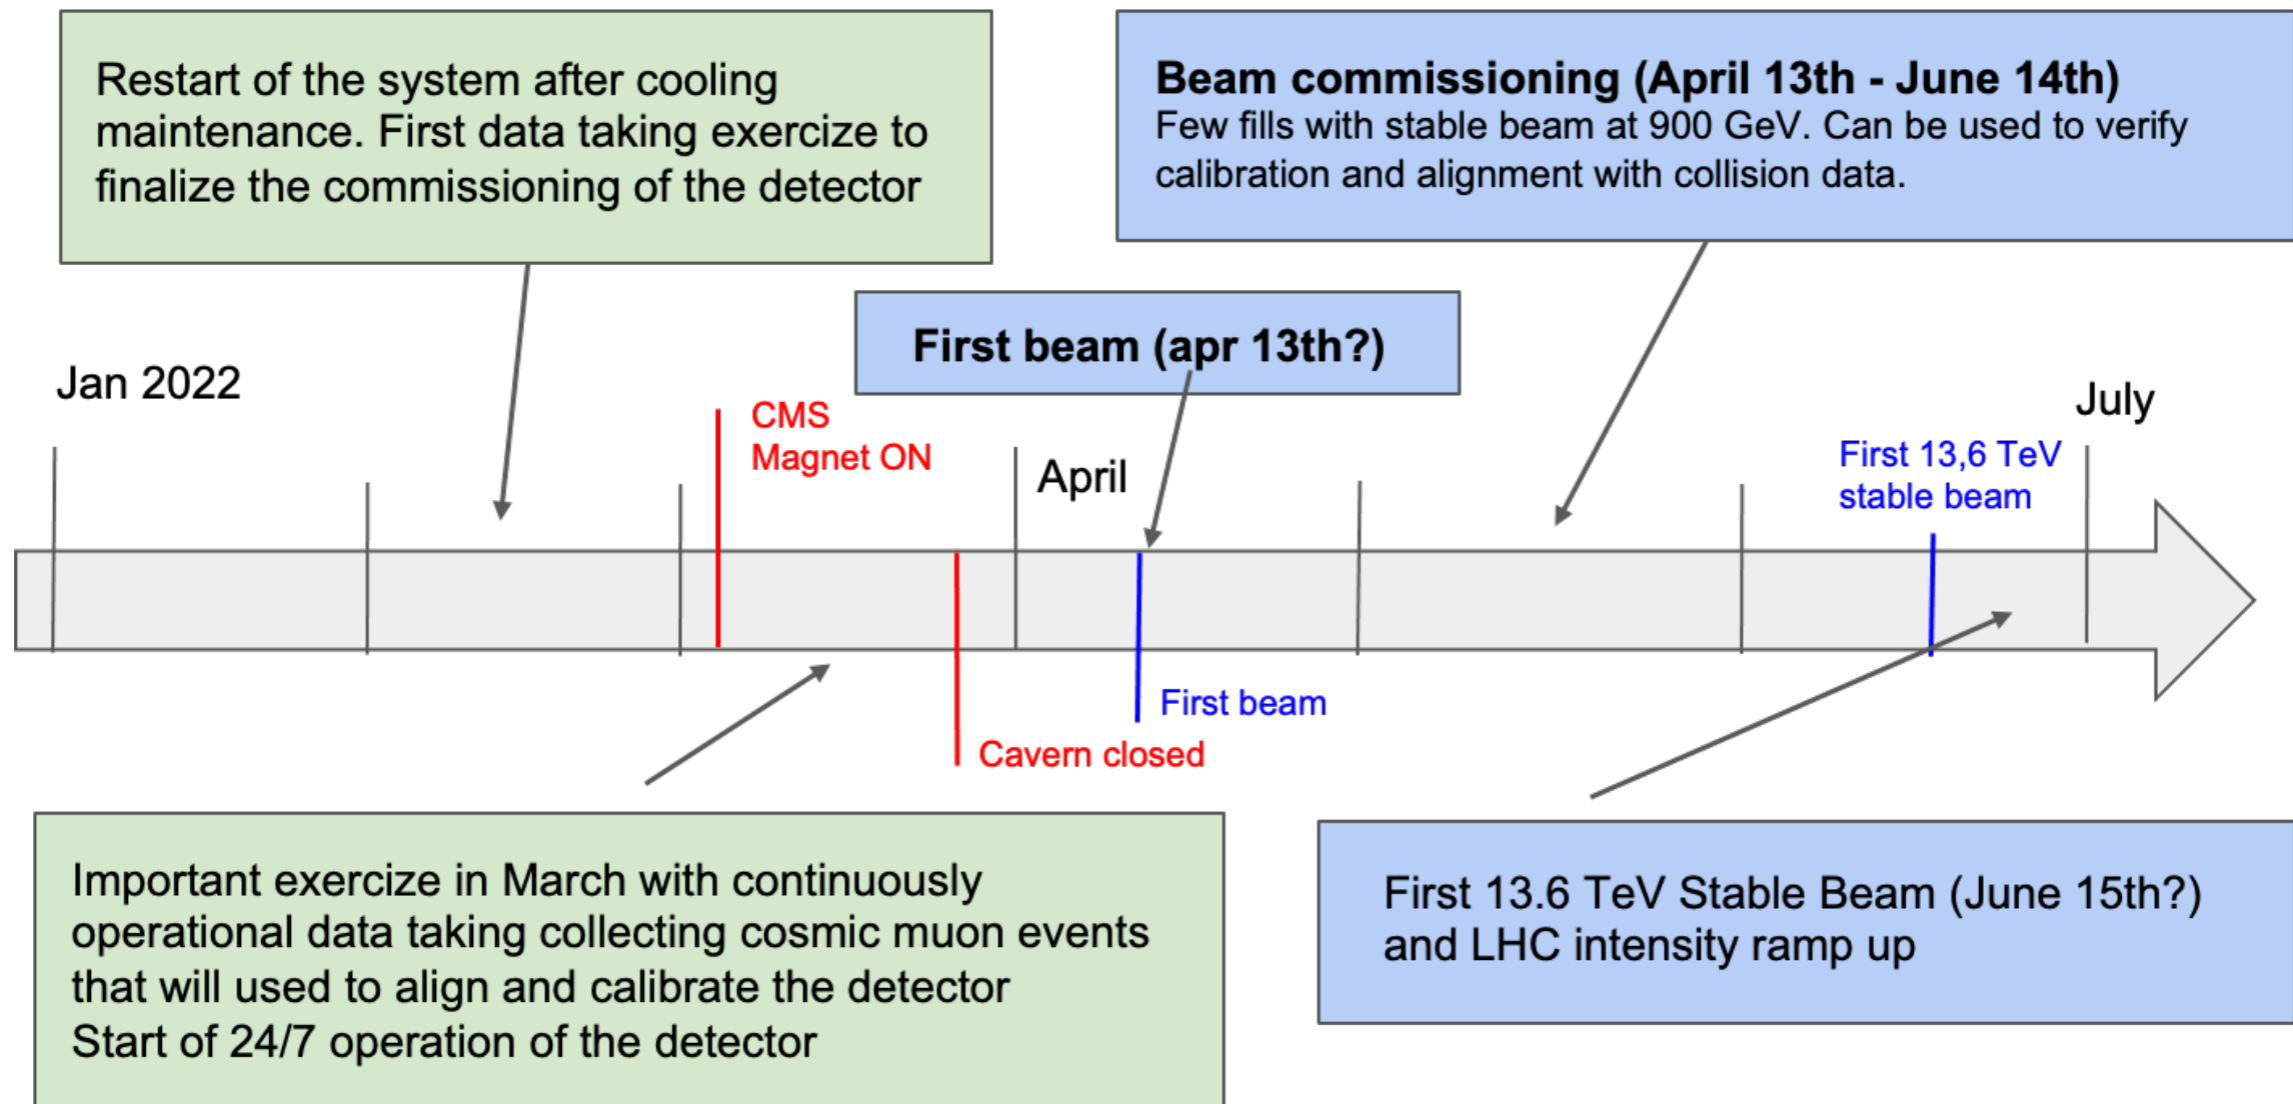 Restart of the system after cooling
maintenance. First data taking exercize to
finalize the commissioning of the detector
Beam commissioning (April 13th - June 14th)
Few fills with stable beam at 900 GeV. Can be used to verify
calibration and alignment with collision data.
First beam (apr 13th?)
Jan 2022
CMS
Magnet ON
April
First 13,6 TeV
stable beam
July
First beam
Cavern closed
Important exercize in March with continuously
operational data taking collecting cosmic muon events
that will used to align and calibrate the detector
Start of 24/7 operation of the detector
First 13.6 TeV Stable Beam (June 15th?)
and LHC intensity ramp up